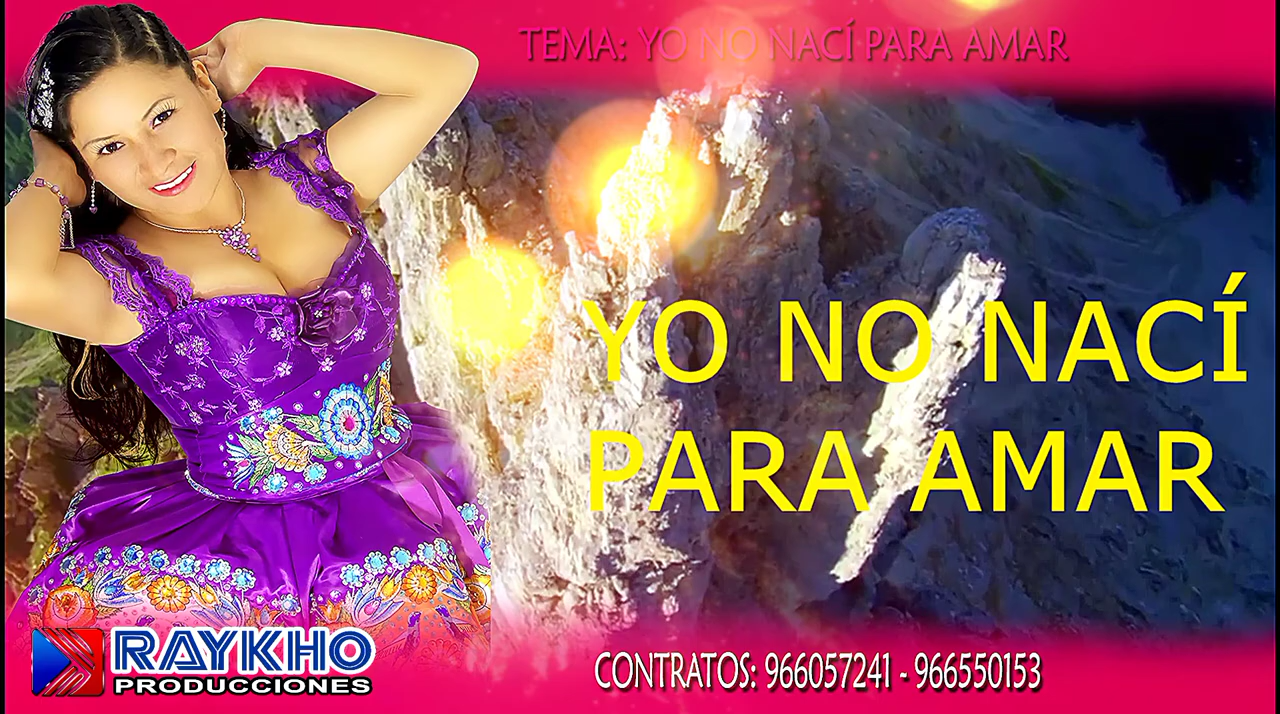 TEMA: YO NO NACÍ PARA AMAR
YO NO NACÍ
PARA AMAR
RAYKHO
PRODUCCIONES
CONTRATOS: 966057241 - 966550153